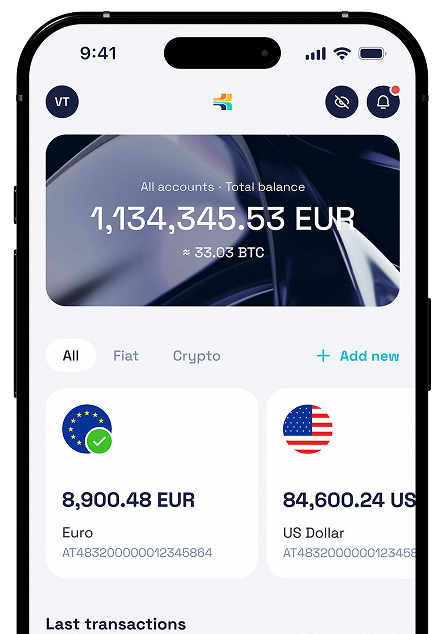 9:41
VT
All accounts · Total balance
1,134,345.53 EUR
≈ 33.03 BTC
All Fiat Crypto + Add new
8,900.48 EUR
Euro
AT483200000012345864
84,600.24 US
US Dollar
AT4832000000123458
Last transactions